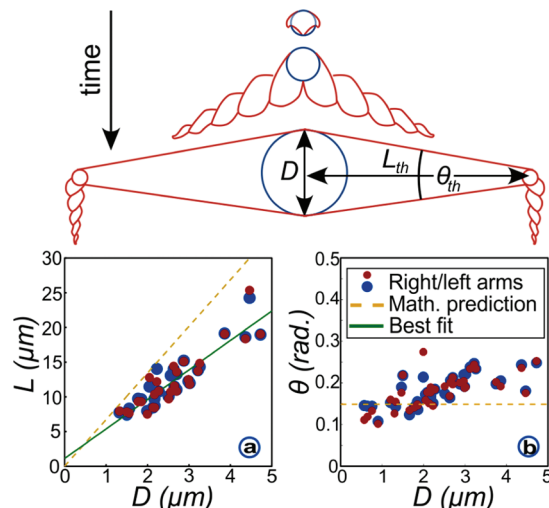 time
D
L_th
θ_th
30
25
20
15
10
5
0
L (μm)
0 1 2 3 4 5
D (μm)
a
0.5
0.4
0.3
0.2
0.1
0.0
θ (rad.)
Right/left arms
Math. prediction
Best fit
0 1 2 3 4 5
D (μm)
b